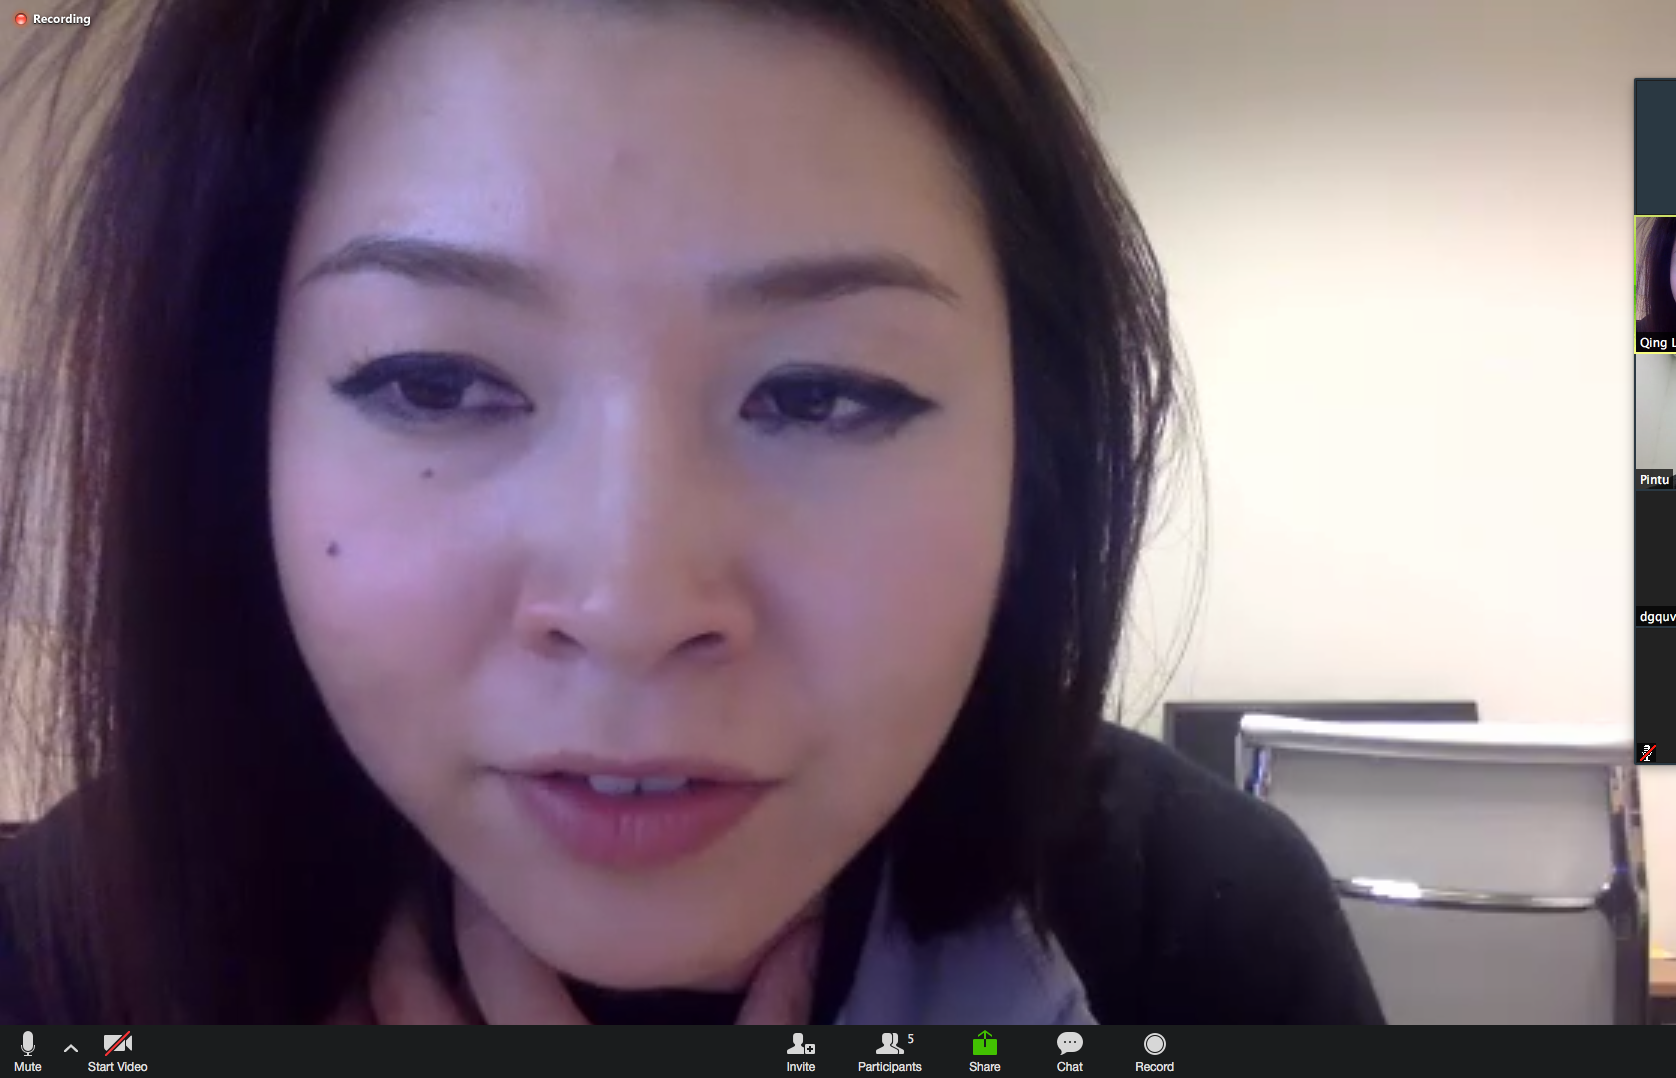 Recording
Qing L
Pintu
dgquv
Mute
Start Video
Invite
Participants
5
Share
Chat
Record